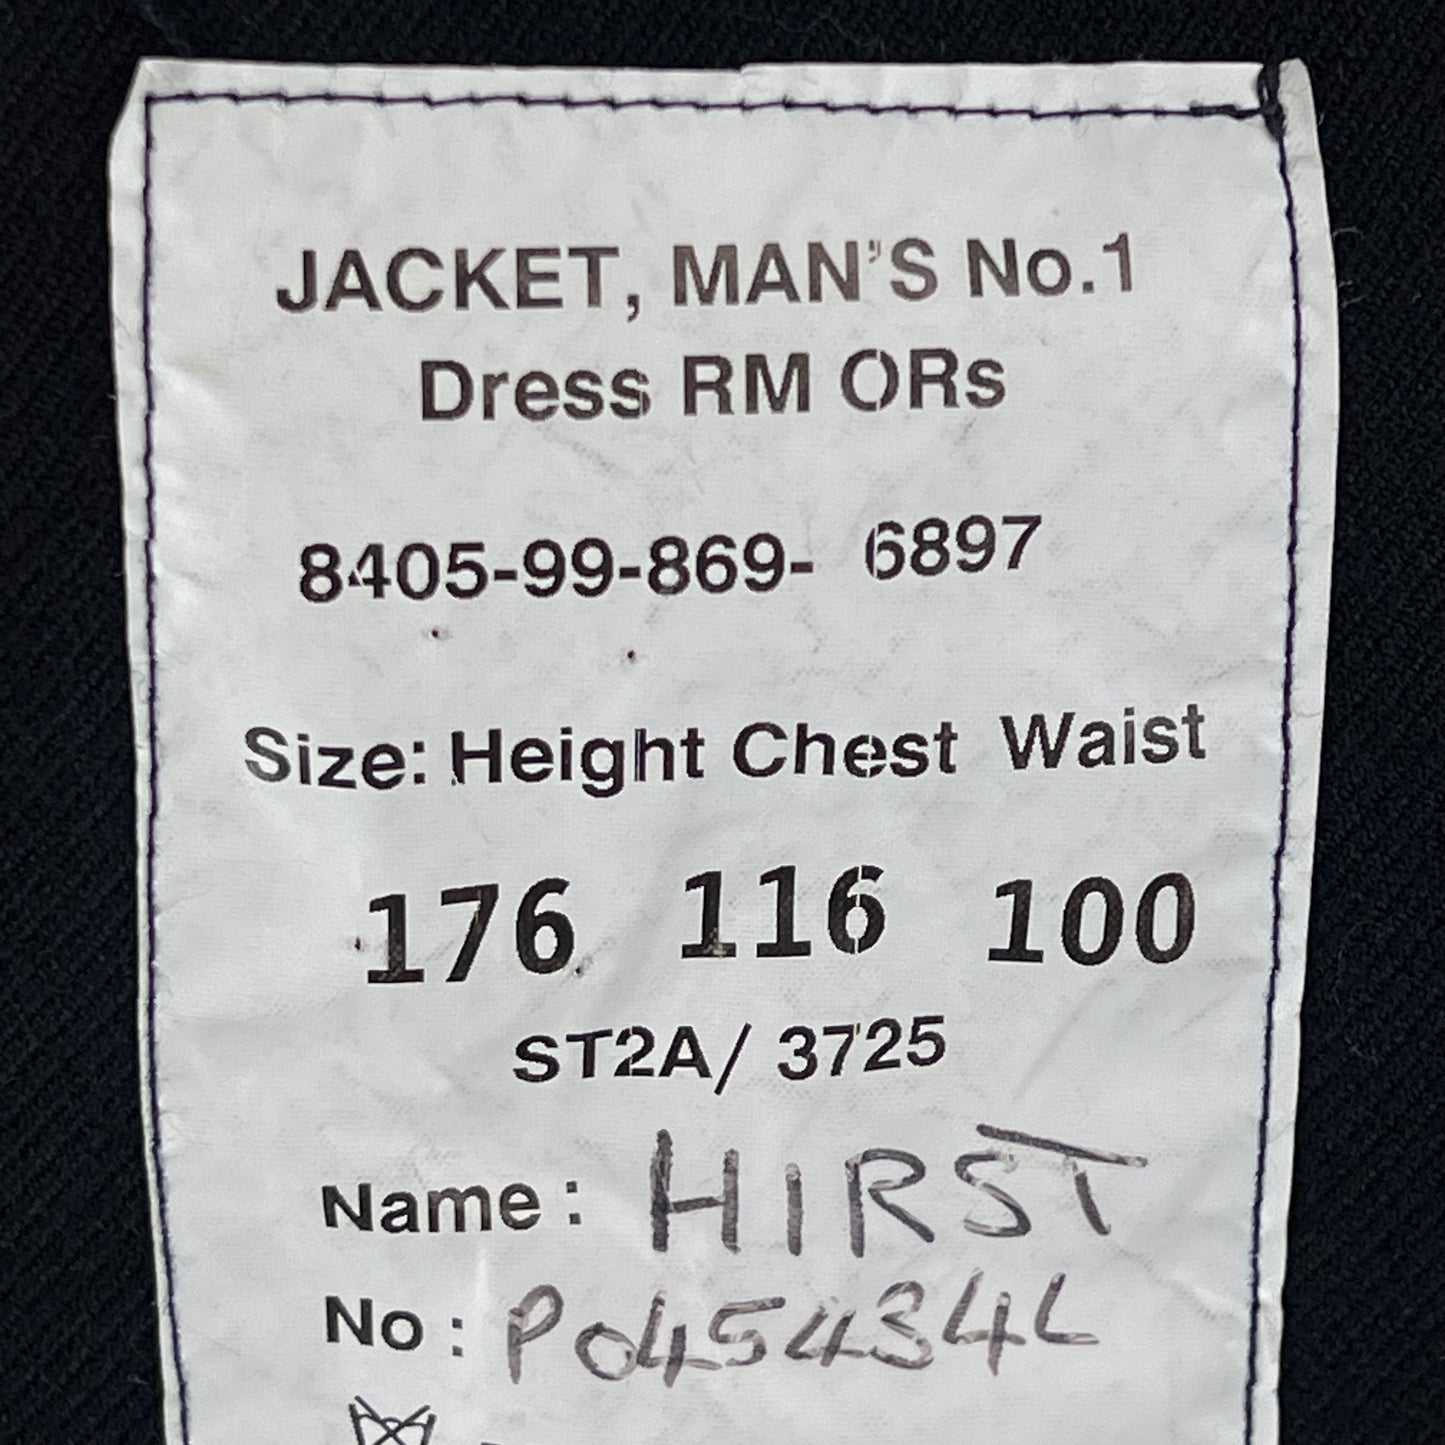 JACKET, MAN'S No.1
Dress RM ORs
8405-99-869- 6897
Size: Height Chest Waist
176 116 100
ST2A/ 3725
Name: HIRST
No: P045434L